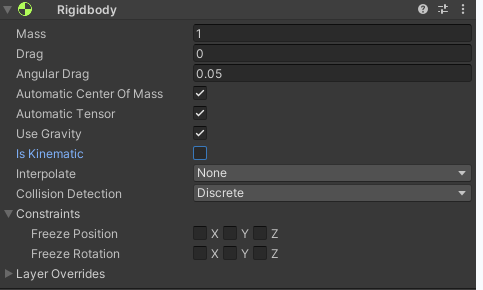 Rigidbody
Mass 1
Drag 0
Angular Drag 0.05
Automatic Center Of Mass
Automatic Tensor
Use Gravity
Is Kinematic
Interpolate None
Collision Detection Discrete
Constraints
Freeze Position X Y Z
Freeze Rotation X Y Z
Layer Overrides